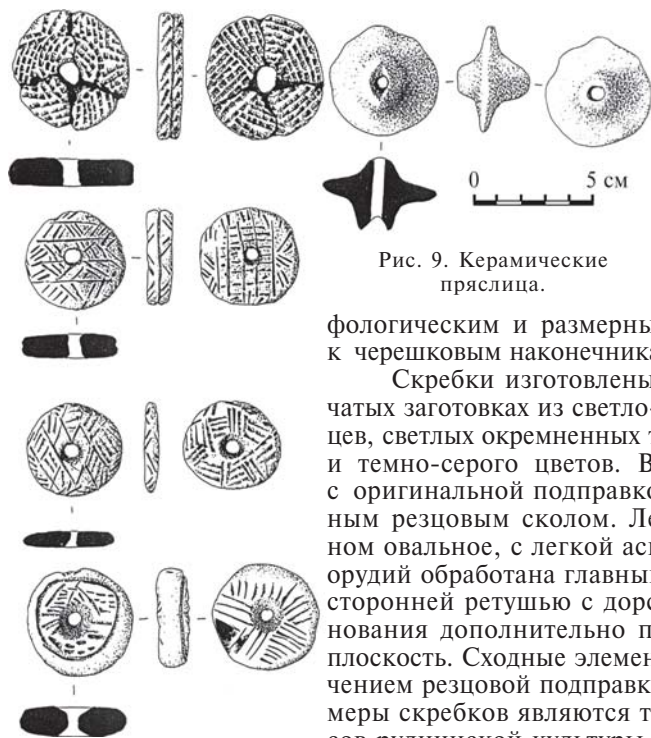 0 5 см
Рис. 9. Керамические
пряслица.
фологическим и размерны
к черешковым наконечника
Скребки изготовлены
чатых заготовках из светло-
цев, светлых окремненных т
и темно-серого цветов. В
с оригинальной подправко
ным резцовым сколом. Ле
ном овальное, с легкой аси
орудий обработана главны
сторонней ретушью с дорс
нования дополнительно п
плоскость. Сходные элемен
чением резцовой подправк
меры скребков являются т